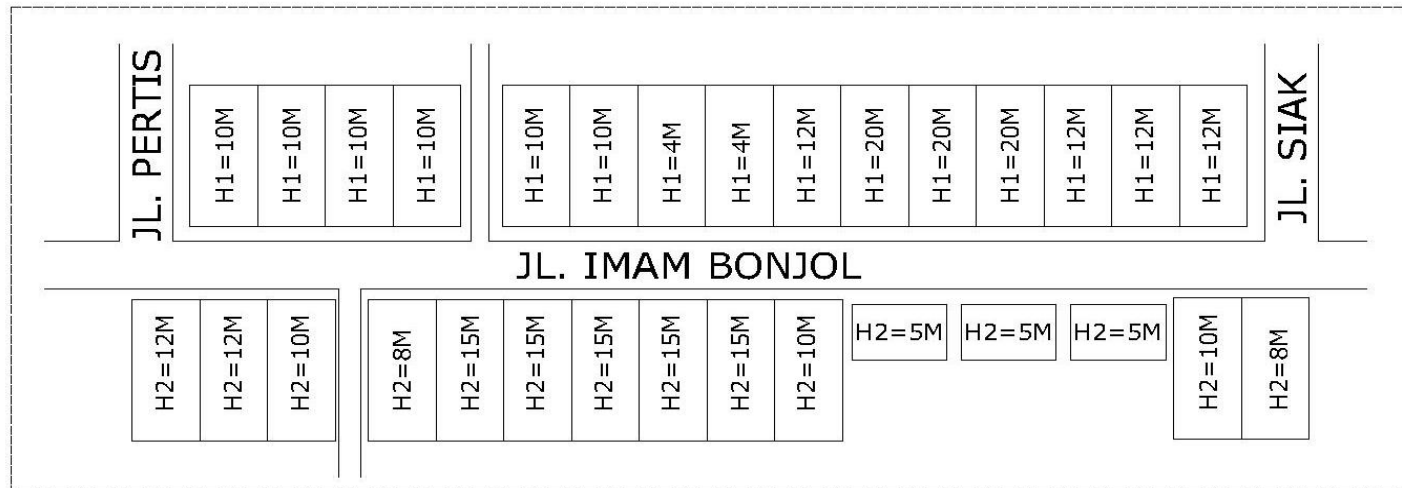 JL. PERTIS
H1=10M
H1=10M
H1=10M
H1=10M
H1=10M
H1=10M
H1=4M
H1=4M
H1=12M
H1=20M
H1=20M
H1=20M
H1=12M
H1=12M
H1=12M
JL. SIAK
JL. IMAM BONJOL
H2=12M
H2=12M
H2=10M
H2=8M
H2=15M
H2=15M
H2=15M
H2=15M
H2=15M
H2=10M
H2=5M
H2=5M
H2=5M
H2=10M
H2=8M